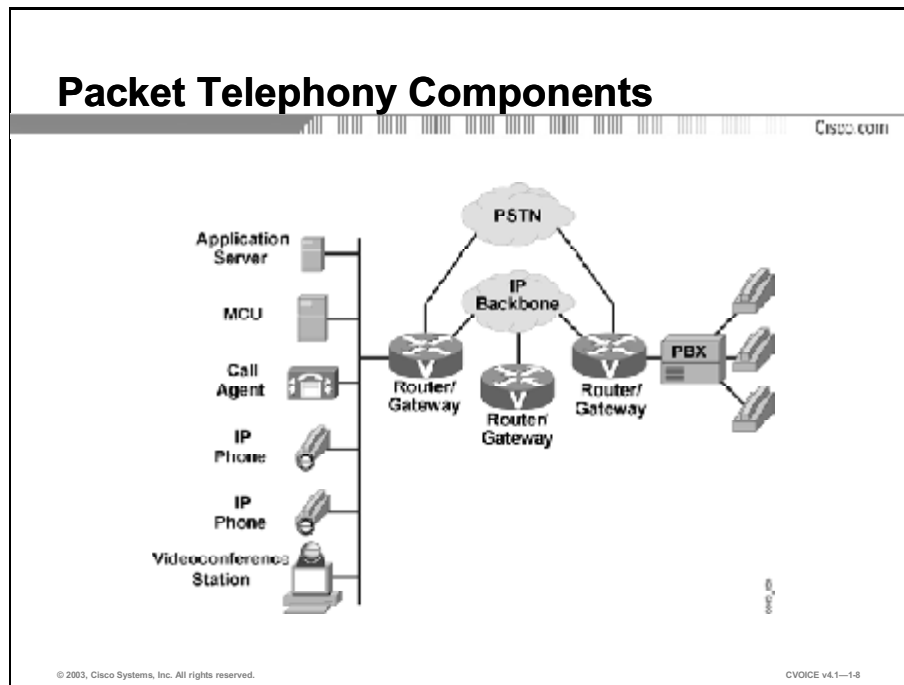 Packet Telephony Components
Cisco.com
PSTN
Application
Server
IP
Backbone
MCU
PBX
Call
Agent
Router/
Gateway
Router/
Gateway
Router/
Gateway
IP
Phone
IP
Phone
Videoconference
Station
V
V
V
© 2003, Cisco Systems, Inc. All rights reserved.
CVOICE v4.1—1-8